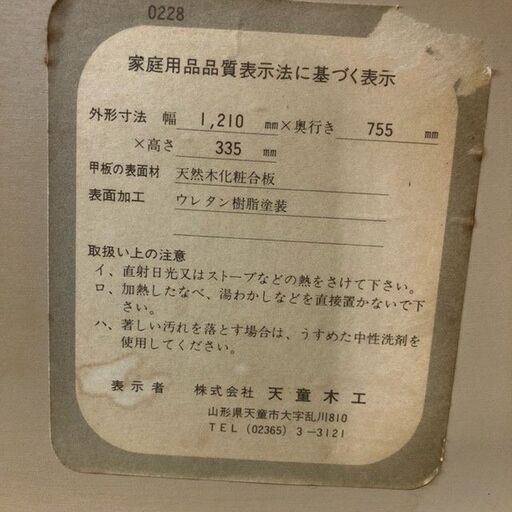 0228
家庭用品品質表示法に基づく表示
外形寸法 幅 1,210 mm×奥行き 755 mm
×高さ 335 mm
甲板の表面材 天然木化粧合板
表面加工 ウレタン樹脂塗装
取扱い上の注意
イ、直射日光又はストーブなどの熱をさけて下さい。
ロ、加熱したなべ、湯わかしなどを直接置かないで下
さい。
ハ、著しい汚れを落とす場合は、うすめた中性洗剤を
使用してください。
表示者 株式会社 天童木工
山形県天童市大字乱川810
TEL (02365) 3-3121